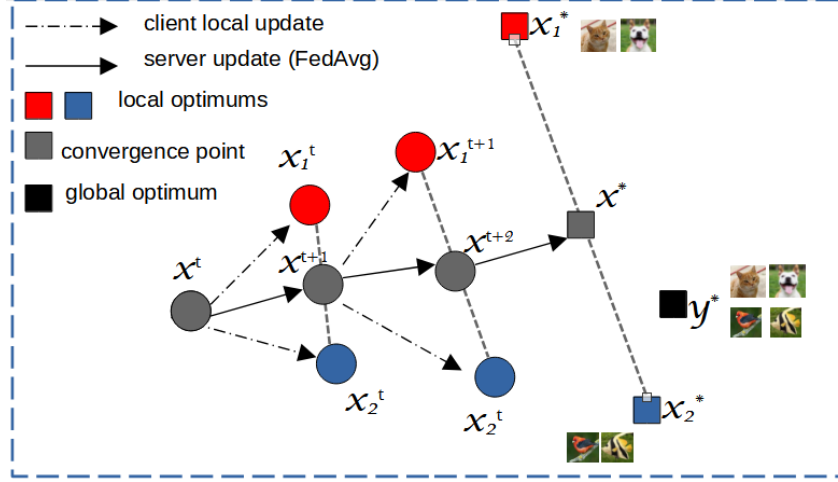 client local update
server update (FedAvg)
local optimums
convergence point
global optimum
x₁*
x₁ᵗ
x₁ᵗ⁺¹
x*
xᵗ
xᵗ⁺¹
xᵗ⁺²
y*
x₂ᵗ
x₂ᵗ
x₂*